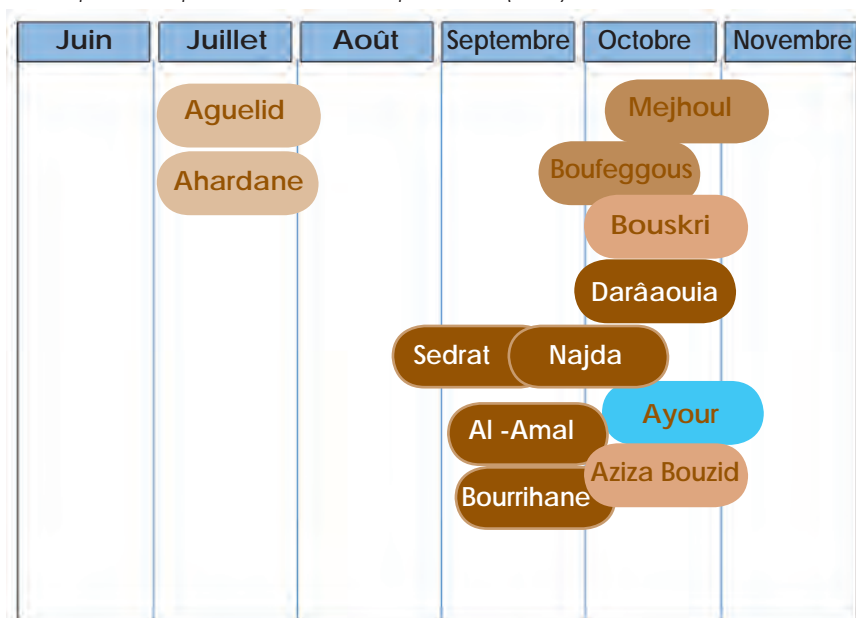 Juin Juillet Août Septembre Octobre Novembre
Aguelid Mejhoul
Ahardane Boufeggous
Bouskri
Darâaouia
Sedrat Najda
Al -Amal Ayour
Bourrihane Aziza Bouzid